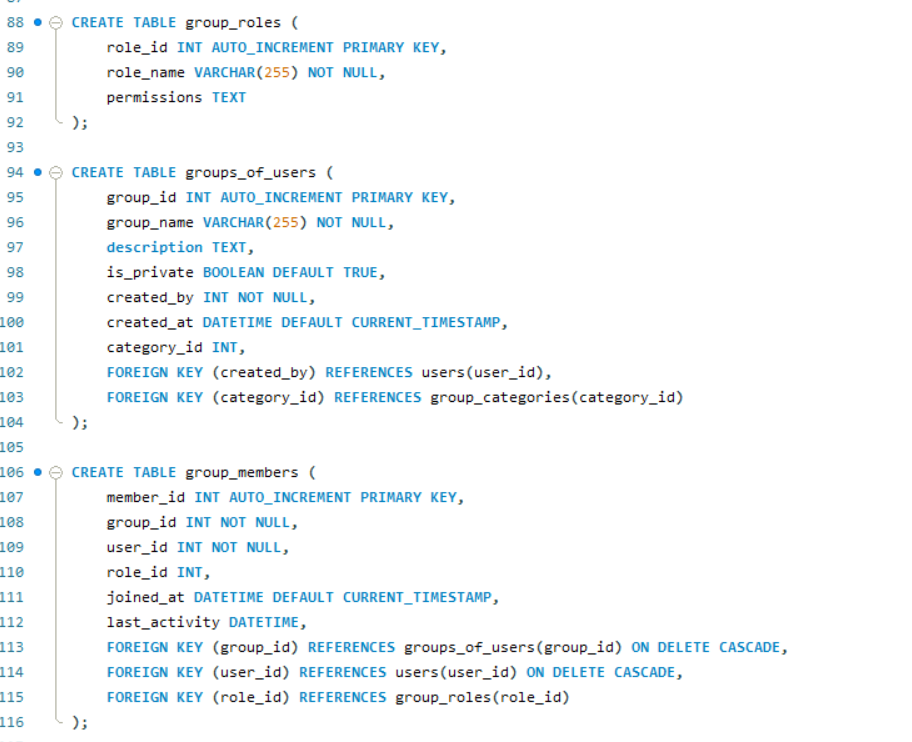 88 CREATE TABLE group_roles (
89 role_id INT AUTO_INCREMENT PRIMARY KEY,
90 role_name VARCHAR(255) NOT NULL,
91 permissions TEXT
92 );
93
94 CREATE TABLE groups_of_users (
95 group_id INT AUTO_INCREMENT PRIMARY KEY,
96 group_name VARCHAR(255) NOT NULL,
97 description TEXT,
98 is_private BOOLEAN DEFAULT TRUE,
99 created_by INT NOT NULL,
100 created_at DATETIME DEFAULT CURRENT_TIMESTAMP,
101 category_id INT,
102 FOREIGN KEY (created_by) REFERENCES users(user_id),
103 FOREIGN KEY (category_id) REFERENCES group_categories(category_id)
104 );
105
106 CREATE TABLE group_members (
107 member_id INT AUTO_INCREMENT PRIMARY KEY,
108 group_id INT NOT NULL,
109 user_id INT NOT NULL,
110 role_id INT,
111 joined_at DATETIME DEFAULT CURRENT_TIMESTAMP,
112 last_activity DATETIME,
113 FOREIGN KEY (group_id) REFERENCES groups_of_users(group_id) ON DELETE CASCADE,
114 FOREIGN KEY (user_id) REFERENCES users(user_id) ON DELETE CASCADE,
115 FOREIGN KEY (role_id) REFERENCES group_roles(role_id)
116 );